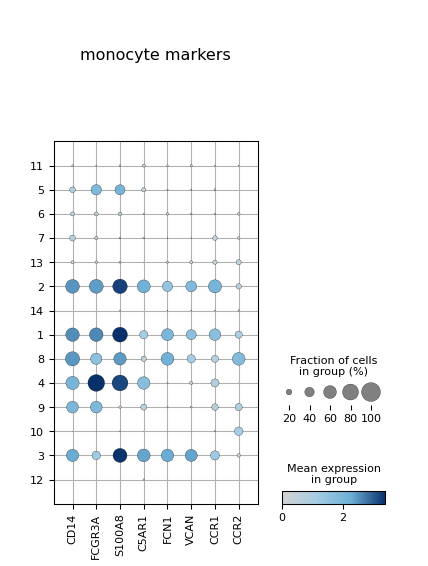 monocyte markers
11
5
6
7
13
2
14
1
8
4
9
10
3
12
CD14
FCGR3A
S100A8
C5AR1
FCN1
VCAN
CCR1
CCR2
Fraction of cells
in group (%)
20 40 60 80 100
Mean expression
in group
0 2